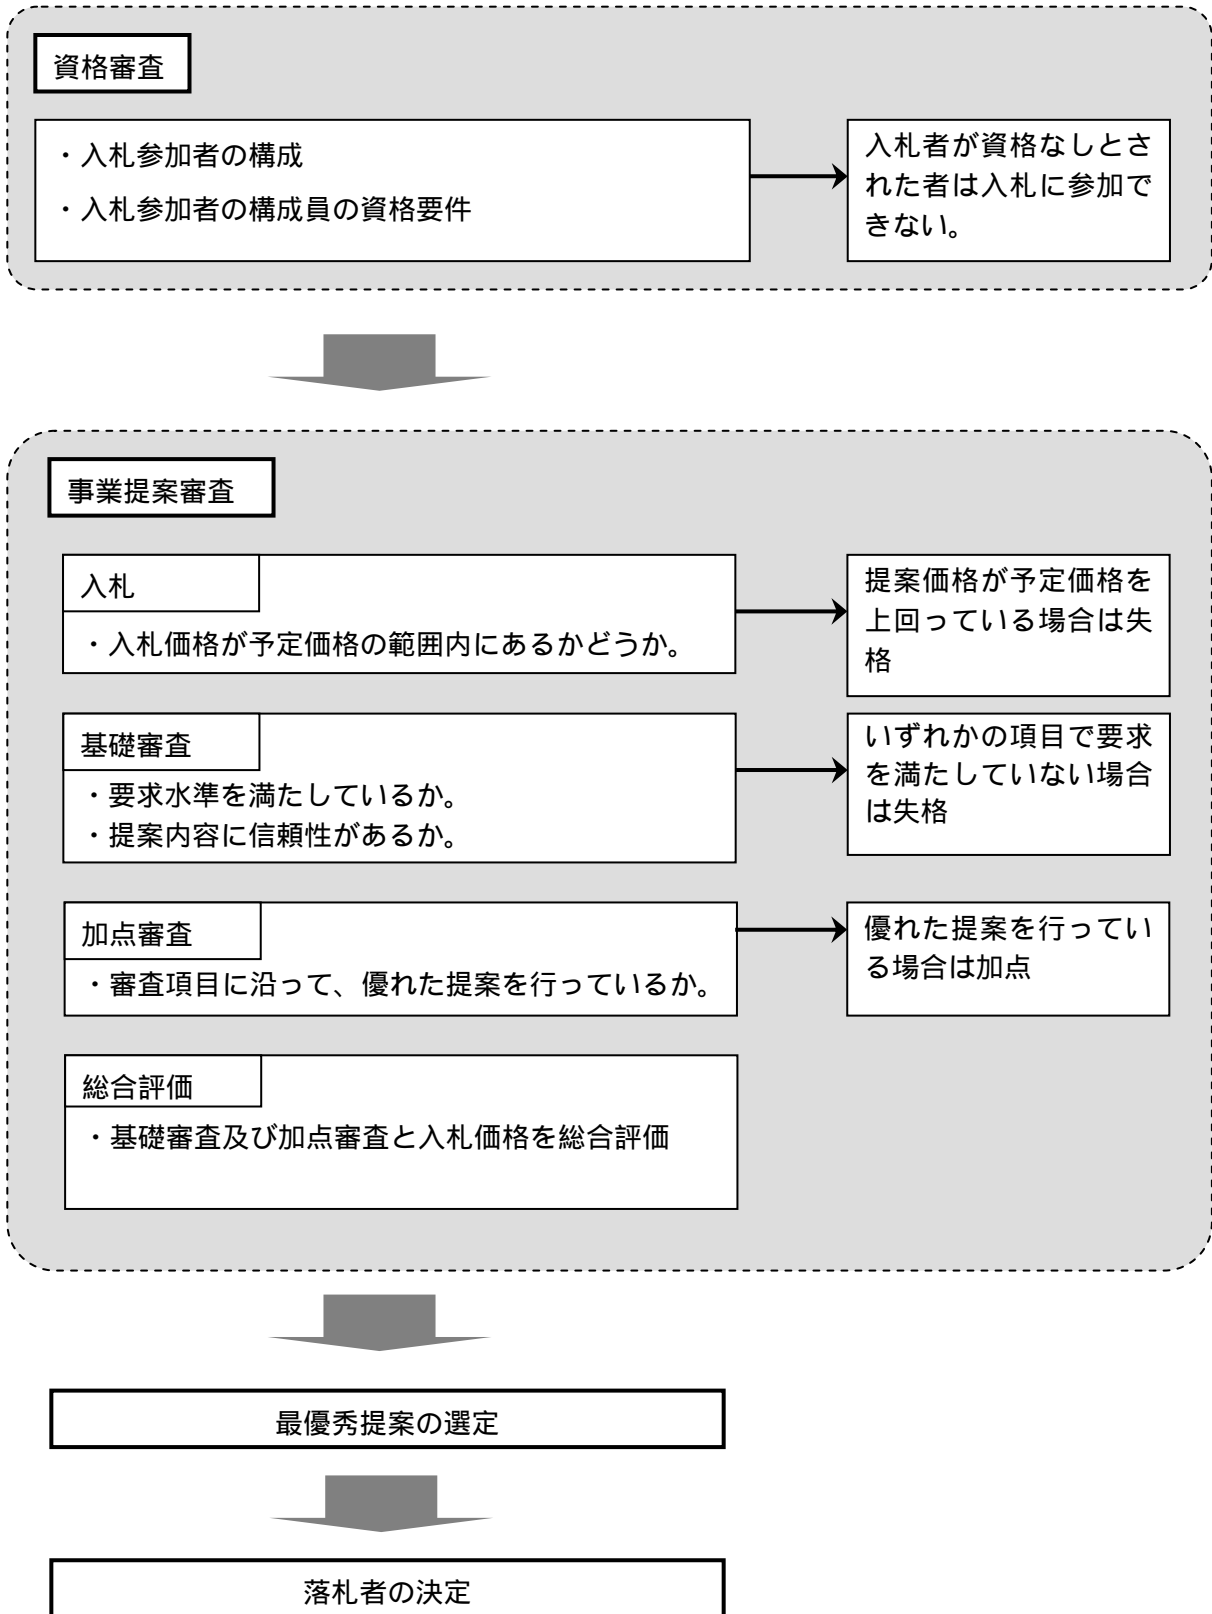 資格審査
・入札参加者の構成
・入札参加者の構成員の資格要件
入札者が資格なしとさ
れた者は入札に参加で
きない。
事業提案審査
入札
・入札価格が予定価格の範囲内にあるかどうか。
提案価格が予定価格を
上回っている場合は失
格
基礎審査
・要求水準を満たしているか。
・提案内容に信頼性があるか。
いずれかの項目で要求
を満たしていない場合
は失格
加点審査
・審査項目に沿って、優れた提案を行っているか。
優れた提案を行ってい
る場合は加点
総合評価
・基礎審査及び加点審査と入札価格を総合評価
最優秀提案の選定
落札者の決定